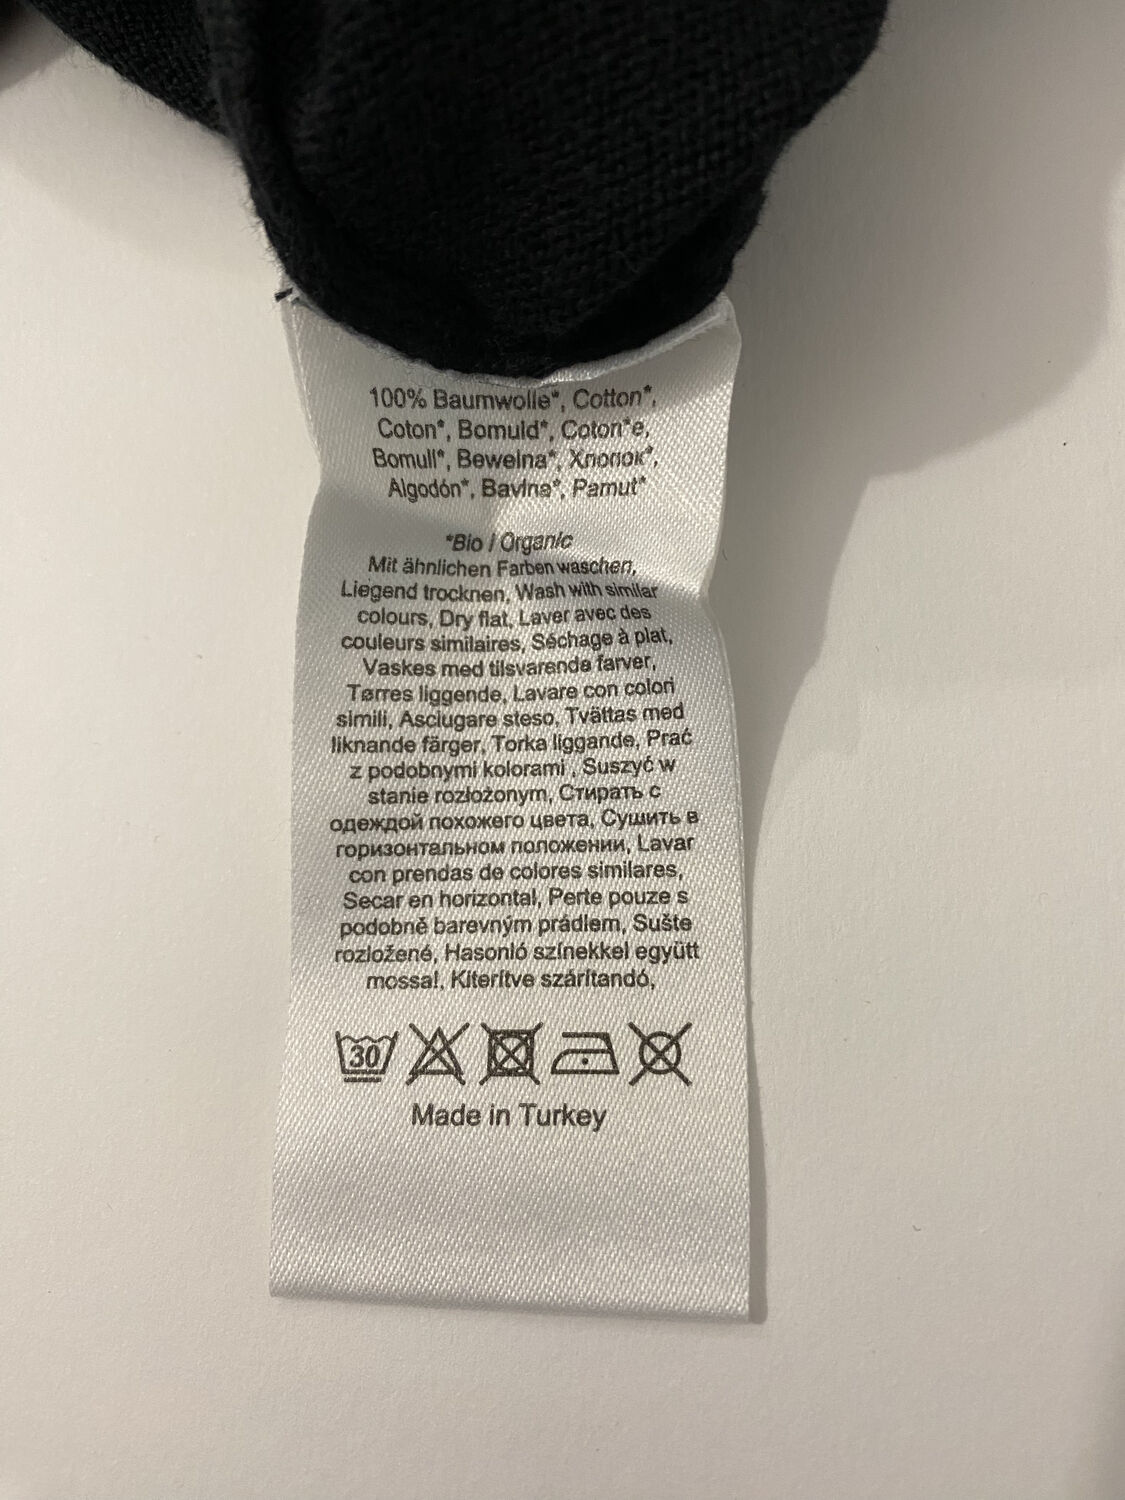 100% Baumwolle*, Cotton*,
Coton*, Bomuld*, Coton*e,
Bomull*, Bewelna*, Хлопок*,
Algodón*, Bavlna*, Pamut*
*Bio / Organic
Mit ähnlichen Farben waschen,
Liegend trocknen, Wash with similar
colours, Dry flat, Laver avec des
couleurs similaires, Séchage à plat,
Vaskes med tilsvarende farver,
Tørres liggende, Lavare con colori
simili, Asciugare steso, Tvättas med
liknande färger, Torka liggande, Prać
z podobnymi kolorami , Suszyć w
stanie rozłożonym, Стирать с
одеждой похожего цвета, Сушить в
горизонтальном положении, Lavar
con prendas de colores similares,
Secar en horizontal, Perte pouze s
podobně barevným prádlem, Sušte
rozložené, Hasonló színekkel együtt
mossa!, Kiterítve szárítandó,
30
Made in Turkey